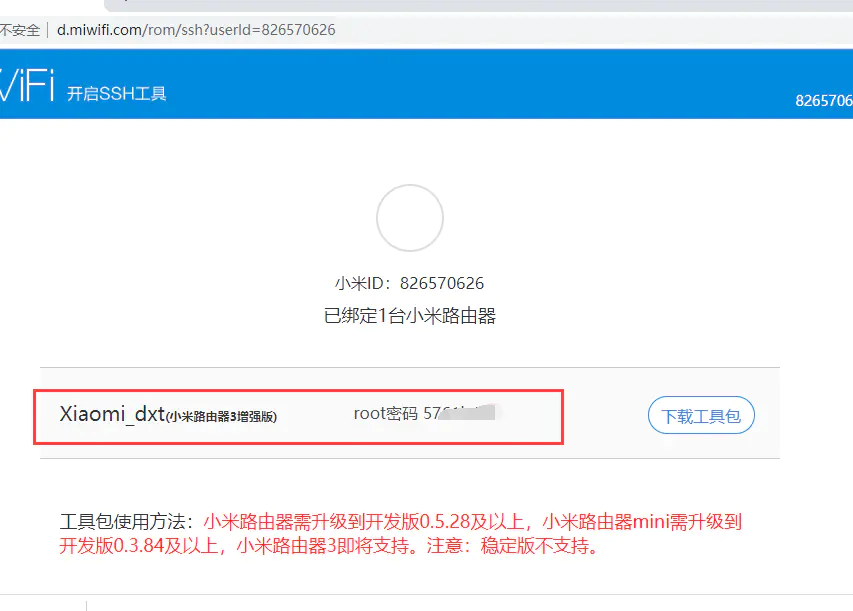 不安全 d.miwifi.com/rom/ssh?userId=826570626
WiFi 开启SSH工具
8265706
小米ID：826570626
已绑定1台小米路由器
Xiaomi_dxt(小米路由器3增强版) root密码 下载工具包
工具包使用方法：小米路由器需升级到开发版0.5.28及以上，小米路由器mini需升级到
开发版0.3.84及以上，小米路由器3即将支持。注意：稳定版不支持。